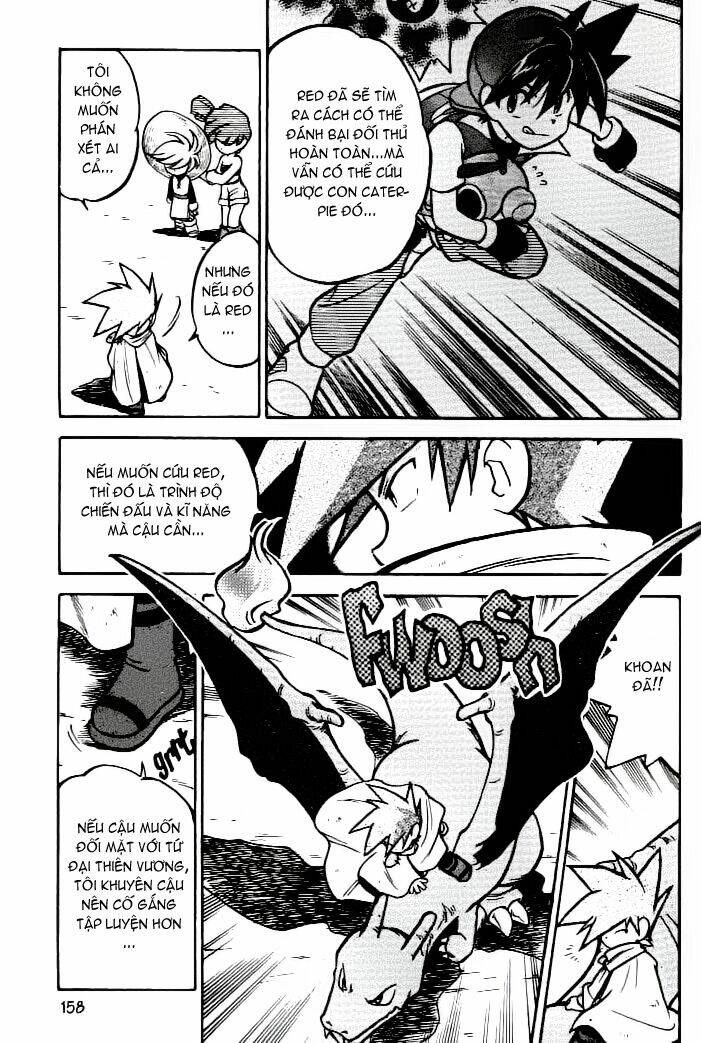 TÔI
KHÔNG
MUỐN
PHÁN
XÉT AI
CẢ...
NHƯNG
NẾU ĐÓ
LÀ RED
...
RED ĐÃ SẼ TÌM
RA CÁCH CÓ THỂ
ĐÁNH BẠI ĐỐI THỦ
HOÀN TOÀN...MÀ
VẪN CÓ THỂ CỨU
ĐƯỢC CON CATER-
PIE ĐÓ...
NẾU MUỐN CỨU RED,
THÌ ĐÓ LÀ TRÌNH ĐỘ
CHIẾN ĐẤU VÀ KĨ NĂNG
MÀ CẬU CẦN...
grrt
NẾU CẬU MUỐN
ĐỐI MẶT VỚI TỨ
ĐẠI THIÊN VƯƠNG,
TÔI KHUYÊN CẬU
NÊN CỐ GẮNG
TẬP LUYỆN HƠN
...
FWOOSH
KHOAN
ĐÃ!!
158